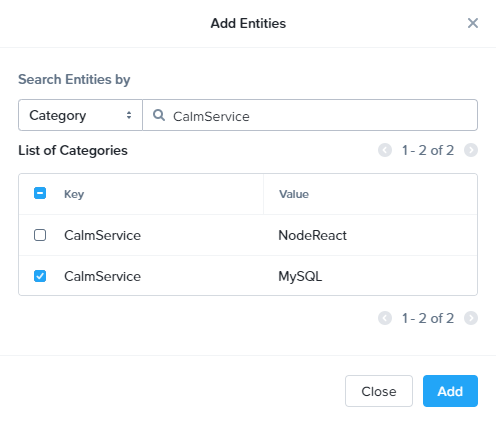 Add Entities
Search Entities by
Category CalmService
List of Categories 1 - 2 of 2
Key Value
CalmService NodeReact
CalmService MySQL
1 - 2 of 2
Close Add